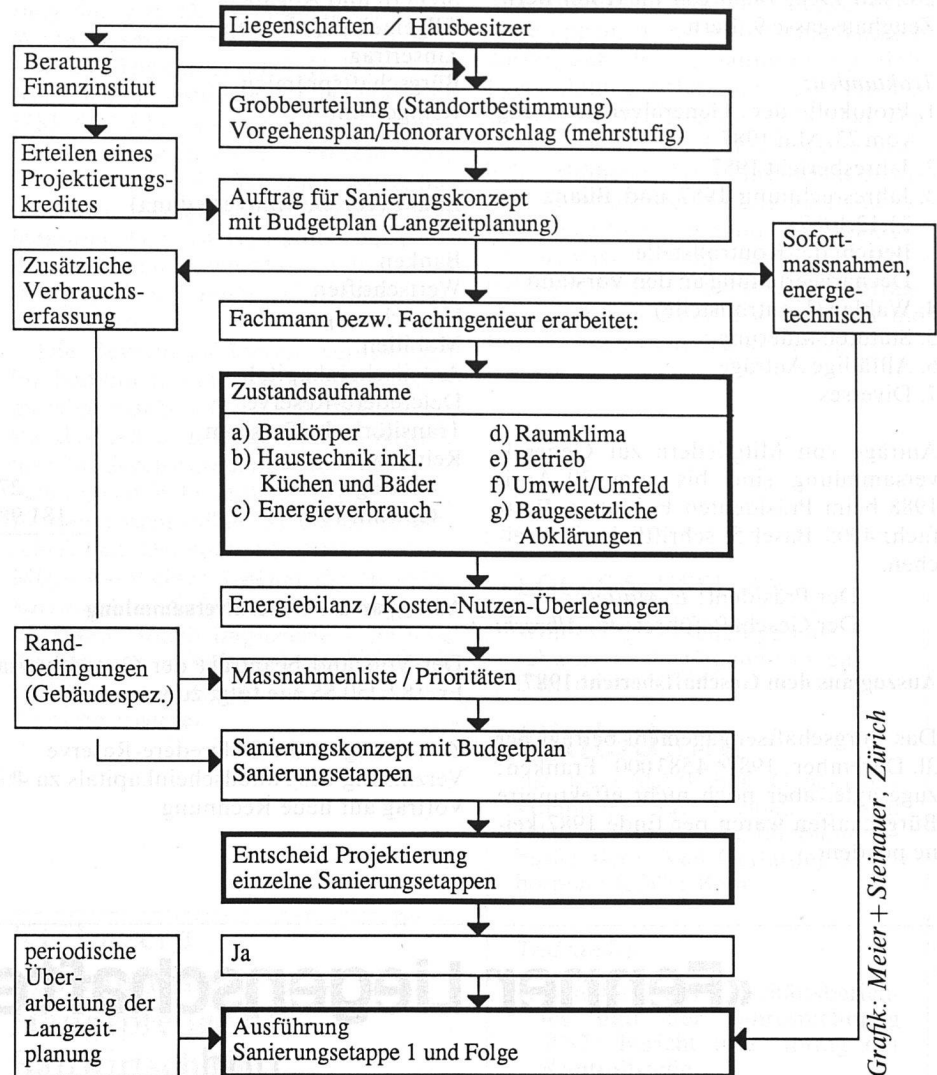 Liegenschaften / Hausbesitzer
Beratung
Finanzinstitut
Grobbeurteilung (Standortbestimmung)
Vorgehensplan/Honorarvorschlag (mehrstufig)
Erteilen eines
Projektierungs-
kredites
Auftrag für Sanierungskonzept
mit Budgetplan (Langzeitplanung)
Sofort-
massnahmen,
energie-
technisch
Zusätzliche
Verbrauchs-
erfassung
Fachmann bezw. Fachingenieur erarbeitet:
Zustandsaufnahme
a) Baukörper
b) Haustechnik inkl.
Küchen und Bäder
c) Energieverbrauch
d) Raumklima
e) Betrieb
f) Umwelt/Umfeld
g) Baugesetzliche
Abklärungen
Energiebilanz / Kosten-Nutzen-Überlegungen
Rand-
bedingungen
(Gebäudespez.)
Massnahmenliste / Prioritäten
Sanierungskonzept mit Budgetplan
Sanierungsetappen
Entscheid Projektierung
einzelne Sanierungsetappen
Ja
periodische
Über-
arbeitung der
Langzeit-
planung
Ausführung
Sanierungsetappe 1 und Folge
Grafik: Meier + Steinauer, Zürich